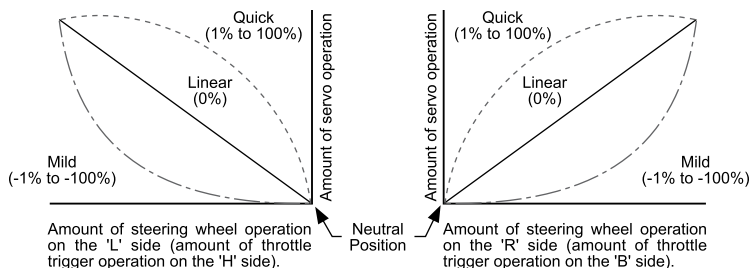 Quick
(1% to 100%)
Linear
(0%)
Mild
(-1% to -100%)
Amount of servo operation
Amount of steering wheel operation
on the 'L' side (amount of throttle
trigger operation on the 'H' side).
Neutral
Position
Amount of servo operation
Quick
(1% to 100%)
Linear
(0%)
Mild
(-1% to -100%)
Amount of steering wheel operation
on the 'R' side (amount of throttle
trigger operation on the 'B' side).